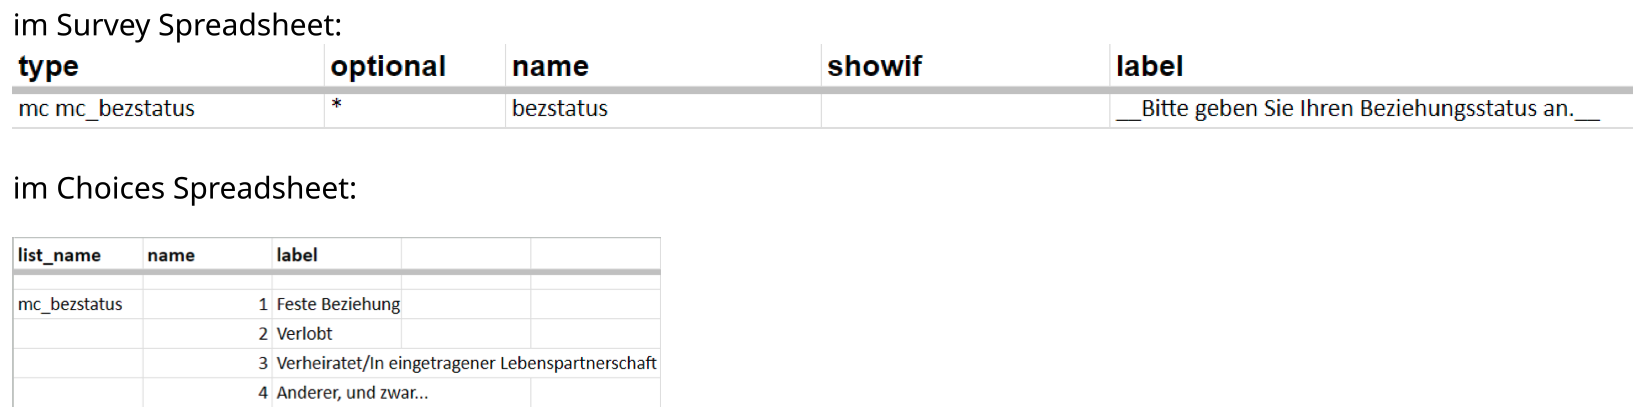 im Survey Spreadsheet:
type optional name showif label
mc mc_bezstatus * bezstatus __Bitte geben Sie Ihren Beziehungsstatus an.__
im Choices Spreadsheet:
list_name name label
mc_bezstatus 1 Feste Beziehung
2 Verlobt
3 Verheiratet/In eingetragener Lebenspartnerschaft
4 Anderer, und zwar...